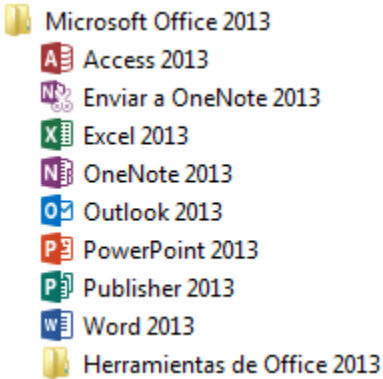 Microsoft Office 2013
Access 2013
Enviar a OneNote 2013
Excel 2013
OneNote 2013
Outlook 2013
PowerPoint 2013
Publisher 2013
Word 2013
Herramientas de Office 2013